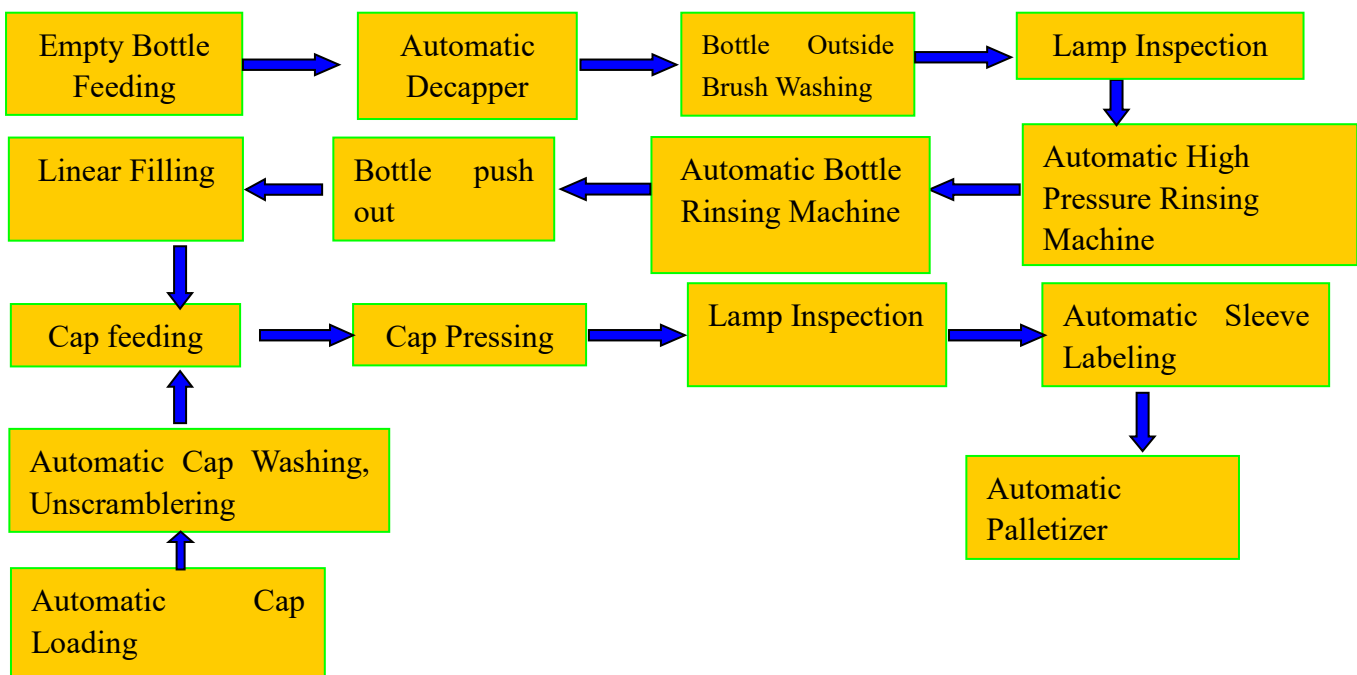 Empty Bottle
Feeding
Automatic
Decapper
Bottle Outside
Brush Washing
Lamp Inspection
Linear Filling
Bottle push
out
Automatic Bottle
Rinsing Machine
Automatic High
Pressure Rinsing
Machine
Cap feeding
Cap Pressing
Lamp Inspection
Automatic Sleeve
Labeling
Automatic Cap Washing,
Unscramblering
Automatic
Palletizer
Automatic Cap
Loading